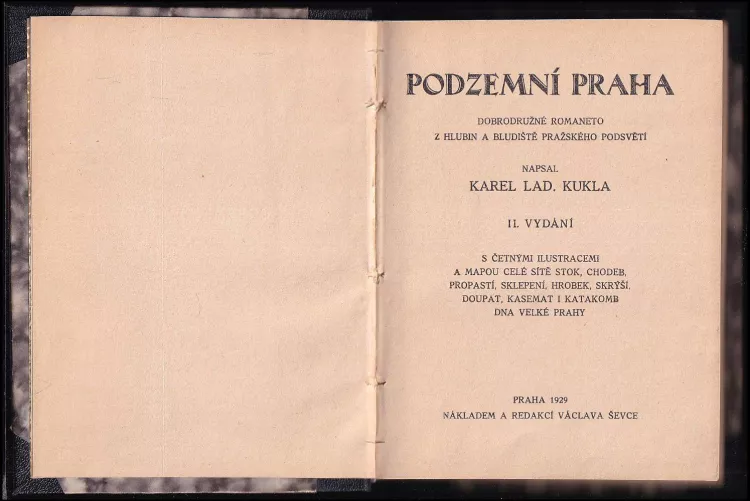 PODZEMNÍ PRAHA
DOBRODRUŽNÉ ROMANETO
Z HLUBIN A BLUDIŠTĚ PRAŽSKÉHO PODSVĚTÍ
NAPSAL
KAREL LAD. KUKLA
II. VYDÁNÍ
S ČETNÝMI ILUSTRACEMI
A MAPOU CELÉ SÍTĚ STOK, CHODEB,
PROPASTÍ, SKLEPENÍ, HROBEK, SKRÝŠÍ,
DOUPAT, KASEMAT I KATAKOMB
DNA VELKÉ PRAHY
PRAHA 1929
NÁKLADEM A REDAKCÍ VÁCLAVA ŠEVCE